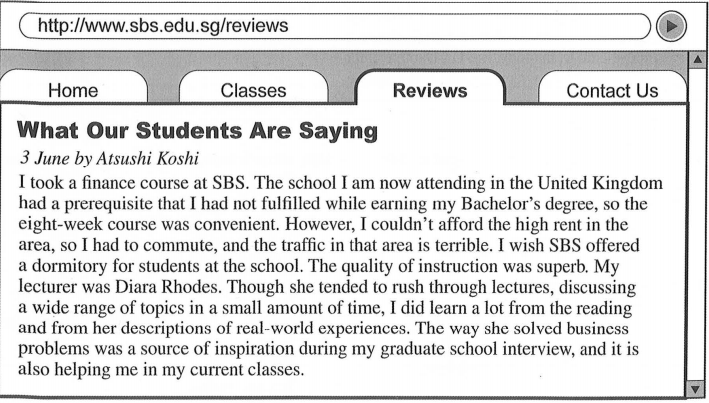 http://www.sbs.edu.sg/reviews
Home Classes Reviews Contact Us
What Our Students Are Saying
3 June by Atsushi Koshi
I took a finance course at SBS. The school I am now attending in the United Kingdom
had a prerequisite that I had not fulfilled while earning my Bachelor's degree, so the
eight-week course was convenient. However, I couldn't afford the high rent in the
area, so I had to commute, and the traffic in that area is terrible. I wish SBS offered
a dormitory for students at the school. The quality of instruction was superb. My
lecturer was Diara Rhodes. Though she tended to rush through lectures, discussing
a wide range of topics in a small amount of time, I did learn a lot from the reading
and from her descriptions of real-world experiences. The way she solved business
problems was a source of inspiration during my graduate school interview, and it is
also helping me in my current classes.